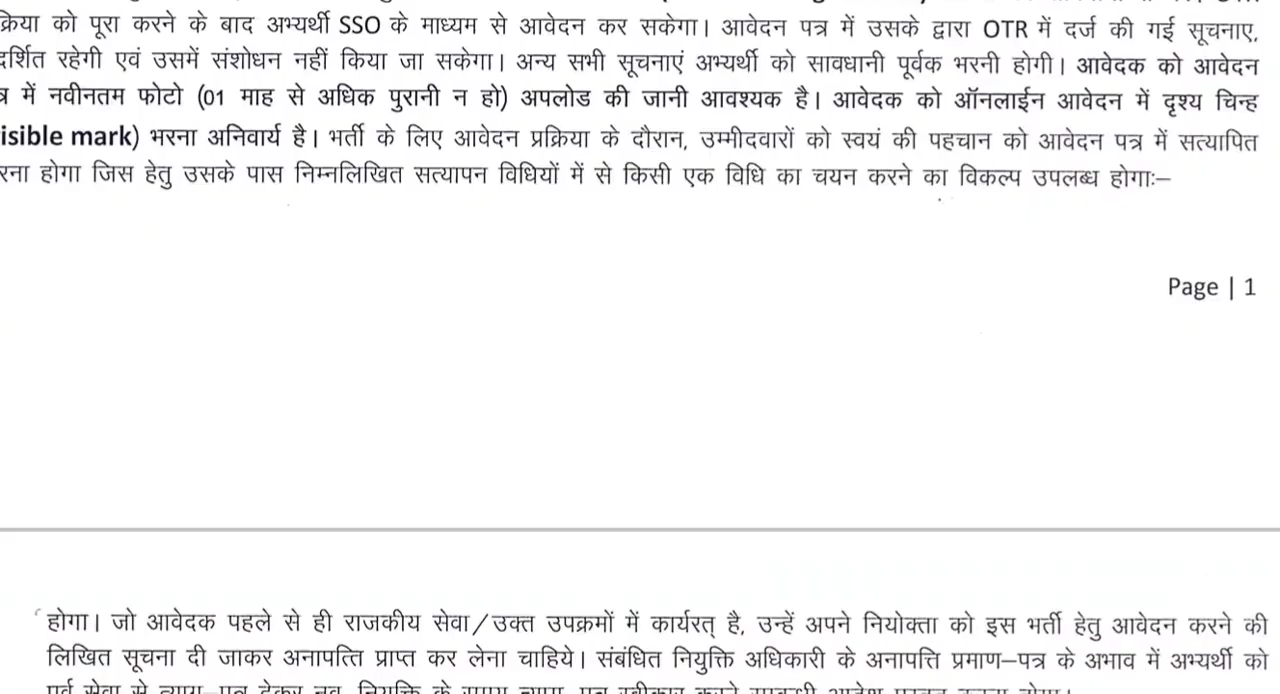 क्रिया को पूरा करने के बाद अभ्यर्थी SSO के माध्यम से आवेदन कर सकेगा। आवेदन पत्र में उसके द्वारा OTR में दर्ज की गई सूचनाए,
दर्शित रहेगी एवं उसमें संशोधन नहीं किया जा सकेगा। अन्य सभी सूचनाएं अभ्यर्थी को सावधानी पूर्वक भरनी होगी। आवेदक को आवेदन
त्र में नवीनतम फोटो (01 माह से अधिक पुरानी न हो) अपलोड की जानी आवश्यक है। आवेदक को ऑनलाईन आवेदन में दृश्य चिन्ह
isible mark) भरना अनिवार्य है। भर्ती के लिए आवेदन प्रक्रिया के दौरान, उम्मीदवारों को स्वयं की पहचान को आवेदन पत्र में सत्यापित
रना होगा जिस हेतु उसके पास निम्नलिखित सत्यापन विधियों में से किसी एक विधि का चयन करने का विकल्प उपलब्ध होगाः–
Page | 1
होगा। जो आवेदक पहले से ही राजकीय सेवा/उक्त उपक्रमों में कार्यरत् है, उन्हें अपने नियोक्ता को इस भर्ती हेतु आवेदन करने की
लिखित सूचना दी जाकर अनापत्ति प्राप्त कर लेना चाहिये। संबंधित नियुक्ति अधिकारी के अनापत्ति प्रमाण–पत्र के अभाव में अभ्यर्थी को